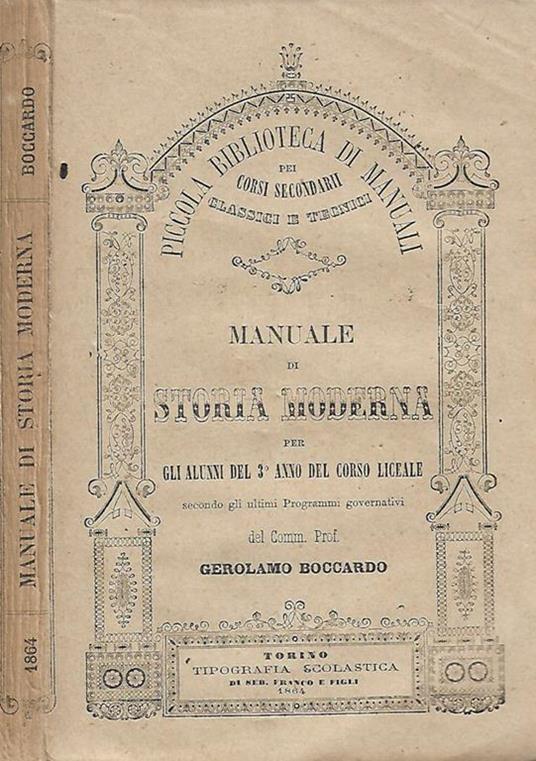 BOCCARDO
MANUALE DI STORIA MODERNA
1864
PICCOLA BIBLIOTECA DI MANUALI
PEI
CORSI SECONDARII
CLASSICI E TECNICI
MANUALE
DI
STORIA MODERNA
PER
GLI ALUNNI DEL 3º ANNO DEL CORSO LICEALE
secondo gli ultimi Programmi governativi
del Comm. Prof.
GEROLAMO BOCCARDO
TORINO
TIPOGRAFIA SCOLASTICA
DI SEB. FRANCO E FIGLI
1864